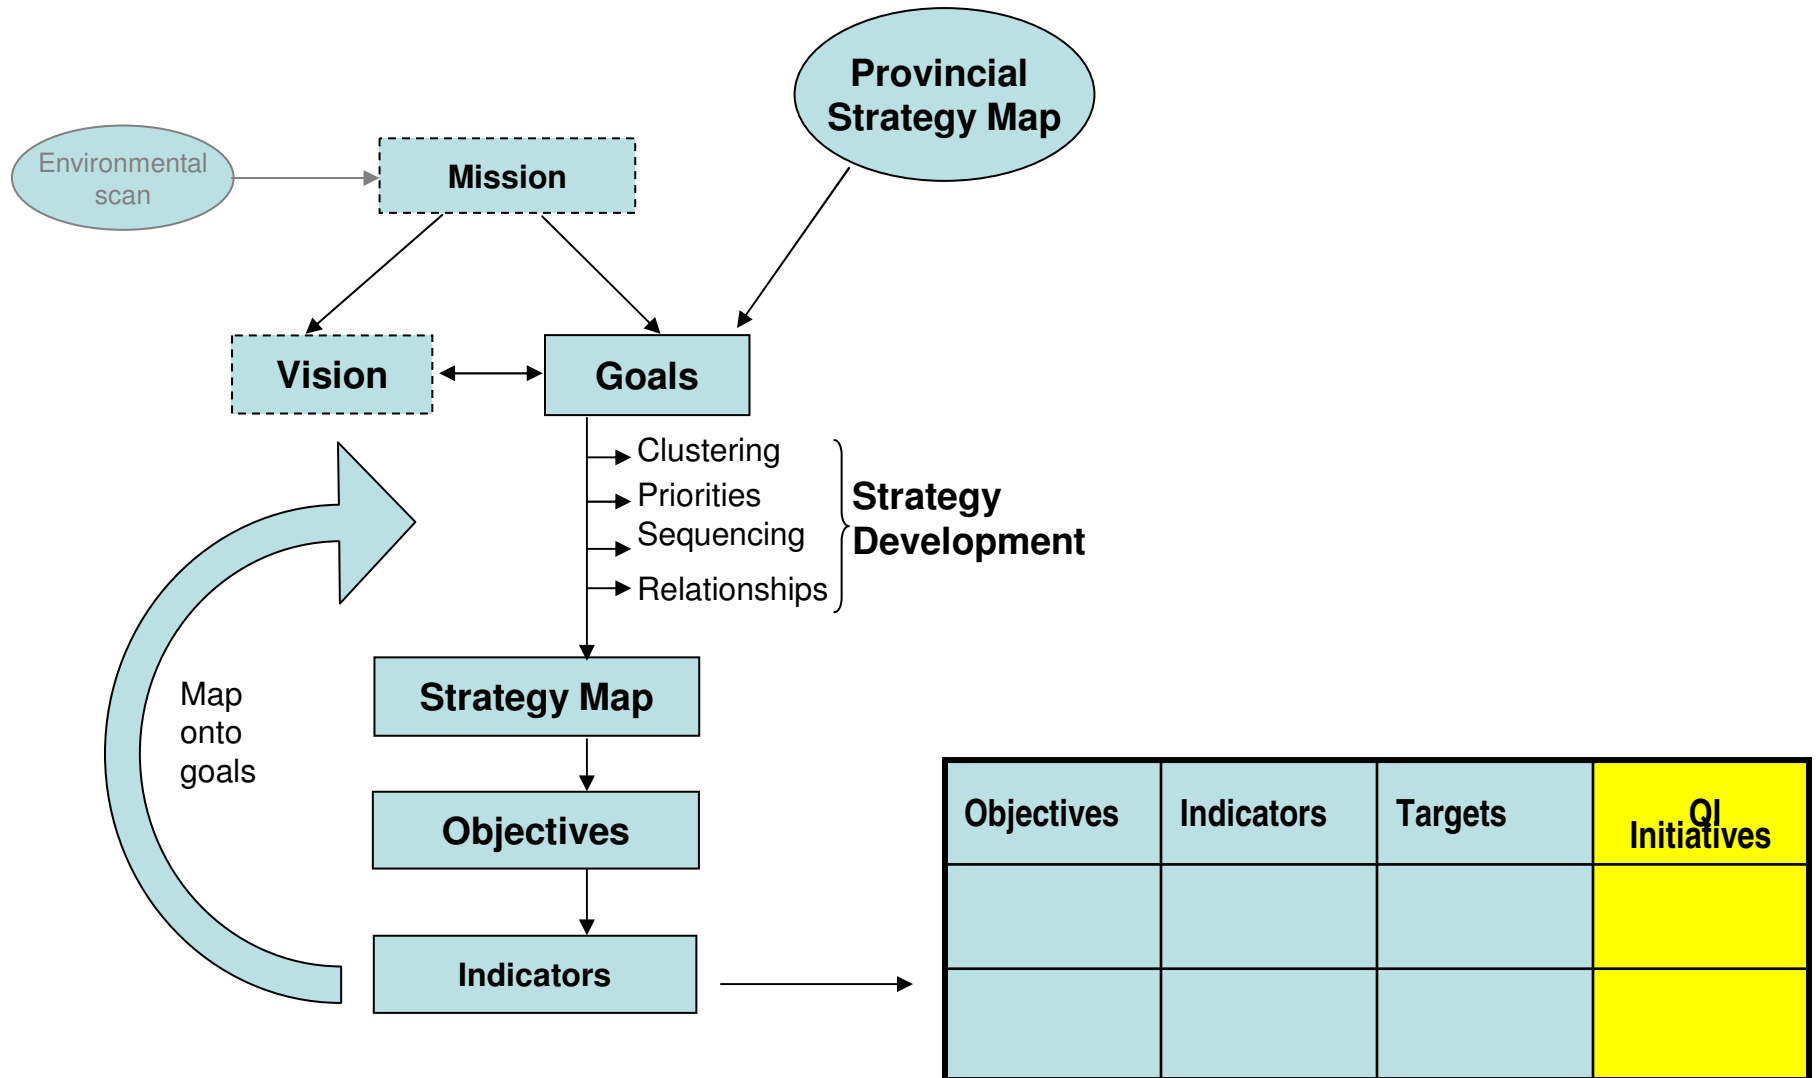 Provincial
Strategy Map
Environmental
scan
Mission
Vision
Goals
Clustering
Priorities
Sequencing
Relationships
Strategy
Development
Strategy Map
Map
onto
goals
Objectives
Indicators
Objectives
Indicators
Targets
QI
Initiatives